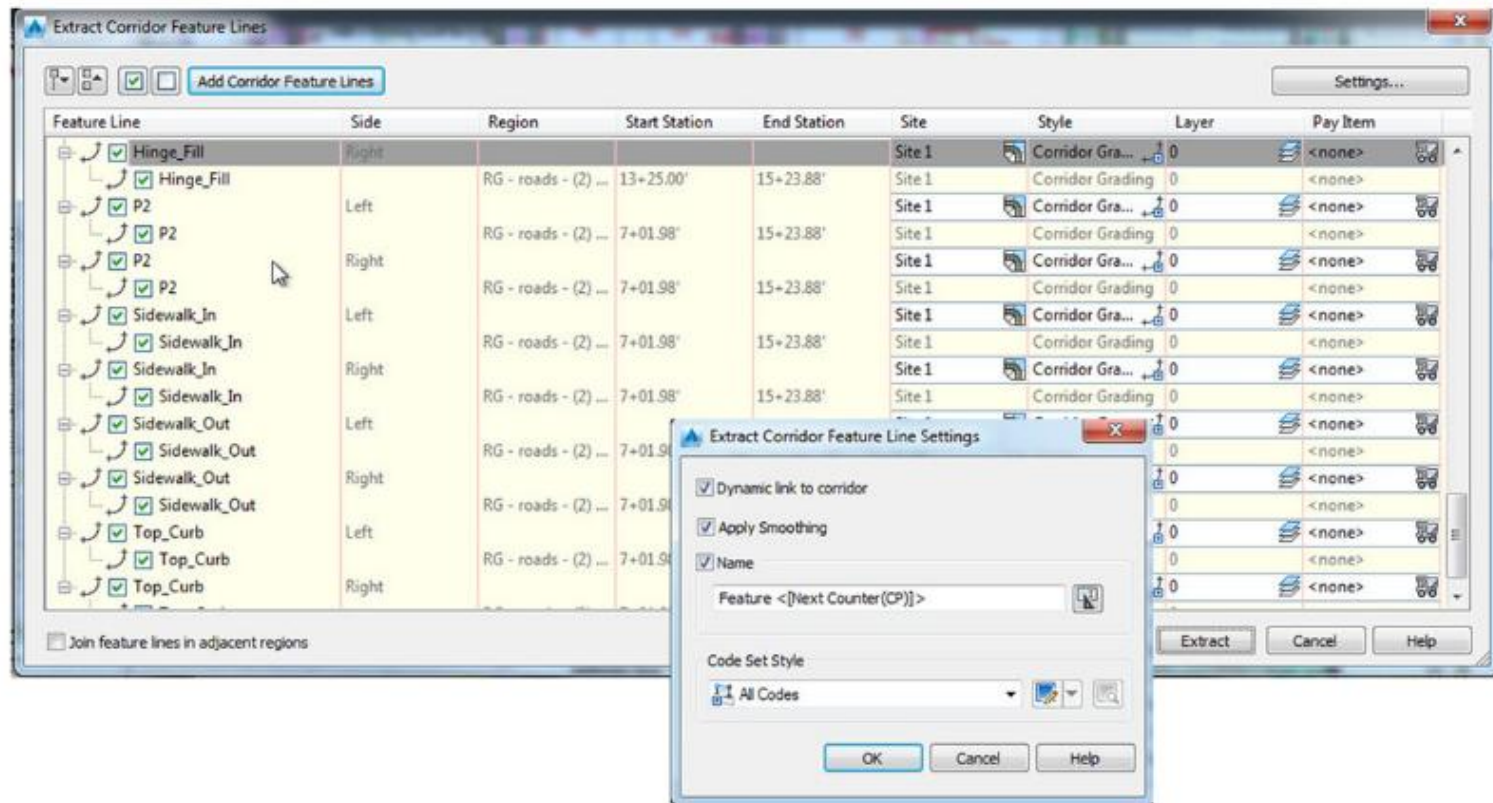 Extract Corridor Feature Lines
Add Corridor Feature Lines Settings...
Feature Line Side Region Start Station End Station Site Style Layer Pay Item
Hinge_Fill Right Site 1 Corridor Gra... 0 <none>
Hinge_Fill RG - roads - (2) ... 13+25.00' 15+23.88' Site 1 Corridor Grading 0 <none>
P2 Left Site 1 Corridor Gra... 0 <none>
P2 RG - roads - (2) ... 7+01.98' 15+23.88' Site 1 Corridor Grading 0 <none>
P2 Right Site 1 Corridor Gra... 0 <none>
P2 RG - roads - (2) ... 7+01.98' 15+23.88' Site 1 Corridor Grading 0 <none>
Sidewalk_In Left Site 1 Corridor Gra... 0 <none>
Sidewalk_In RG - roads - (2) ... 7+01.98' 15+23.88' Site 1 Corridor Grading 0 <none>
Sidewalk_In Right Site 1 Corridor Gra... 0 <none>
Sidewalk_In RG - roads - (2) ... 7+01.98' 15+23.88' Site 1 Corridor Grading 0 <none>
Sidewalk_Out Left 0 <none>
Sidewalk_Out RG - roads - (2) ... 7+01.98 0 <none>
Sidewalk_Out Right 0 <none>
Sidewalk_Out RG - roads - (2) ... 7+01.98 0 <none>
Top_Curb Left 0 <none>
Top_Curb RG - roads - (2) ... 7+01.98 0 <none>
Top_Curb Right 0 <none>
Join feature lines in adjacent regions
Extract Cancel Help
Extract Corridor Feature Line Settings
Dynamic link to corridor
Apply Smoothing
Name
Feature <[Next Counter(CP)]>
Code Set Style
All Codes
OK Cancel Help